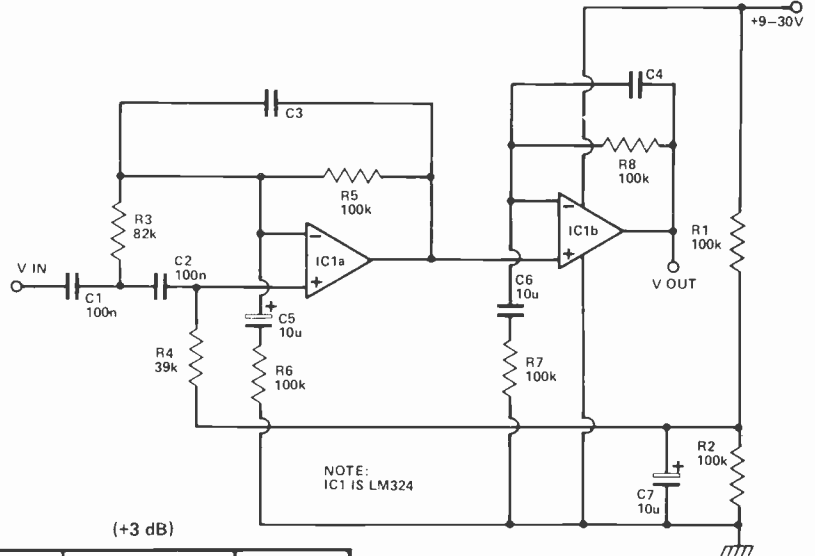 +9–30V
C4
C3
R8
100k
R5
100k
R3
82k
R1
100k
–
+
IC1a
–
+
IC1b
V IN
C2
100n
C1
100n
C6
10u
V OUT
+
C5
10u
R4
39k
R6
100k
R7
100k
R2
100k
+
C7
10u
NOTE:
IC1 IS LM324
(+3 dB)